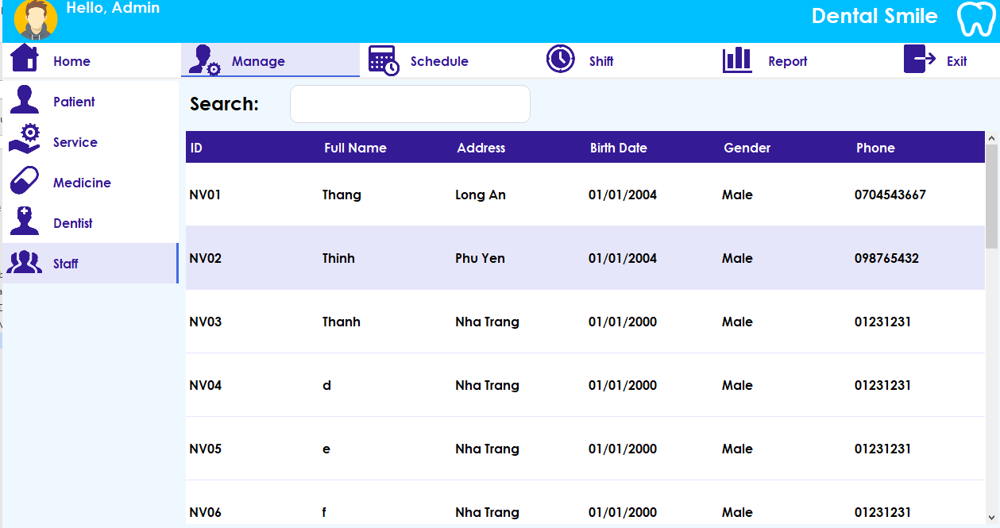 Hello, Admin
Dental Smile
Home Manage Schedule Shift Report Exit
Patient
Service
Medicine
Dentist
Staff
Search:
ID Full Name Address Birth Date Gender Phone
NV01 Thang Long An 01/01/2004 Male 0704543667
NV02 Thinh Phu Yen 01/01/2004 Male 098765432
NV03 Thanh Nha Trang 01/01/2000 Male 01231231
NV04 d Nha Trang 01/01/2000 Male 01231231
NV05 e Nha Trang 01/01/2000 Male 01231231
NV06 f Nha Trang 01/01/2000 Male 01231231